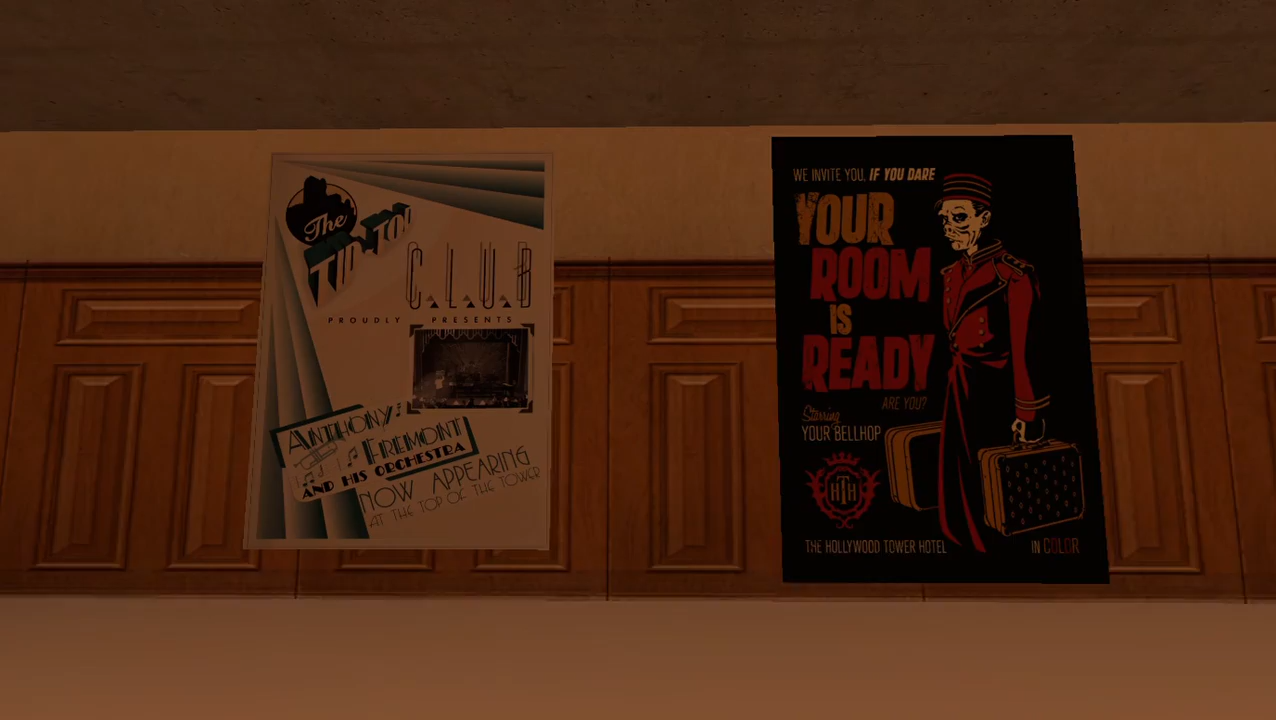 The
TIP-TOP
CLUB
PROUDLY PRESENTS
ANTHONY
FREMONT
AND HIS ORCHESTRA
NOW APPEARING
AT THE TOP OF THE TOWER
WE INVITE YOU, IF YOU DARE
YOUR
ROOM
IS
READY
ARE YOU?
Starring
YOUR BELLHOP
HTH
THE HOLLYWOOD TOWER HOTEL
IN COLOR